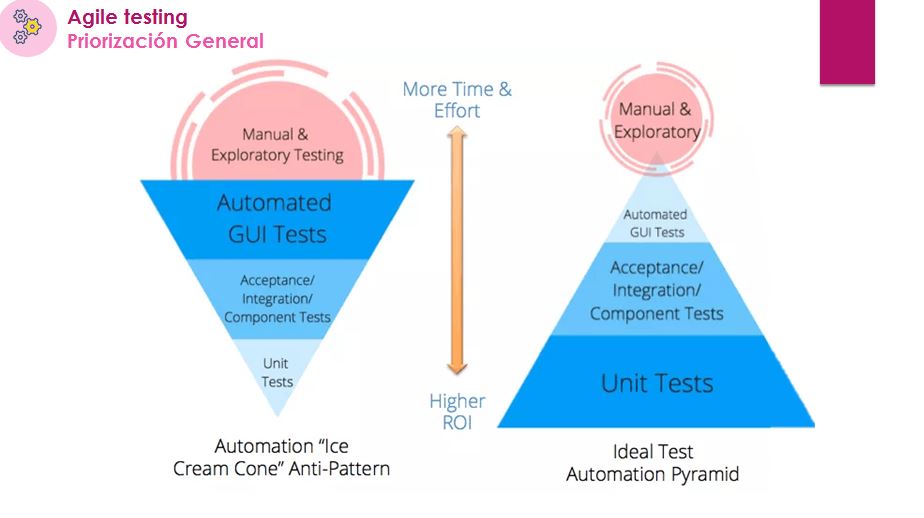 Agile testing
Priorización General
Manual &
Exploratory Testing
Automated
GUI Tests
Acceptance/
Integration/
Component Tests
Unit
Tests
Automation “Ice
Cream Cone” Anti-Pattern
More Time &
Effort
Higher
ROI
Manual &
Exploratory
Automated
GUI Tests
Acceptance/
Integration/
Component Tests
Unit Tests
Ideal Test
Automation Pyramid